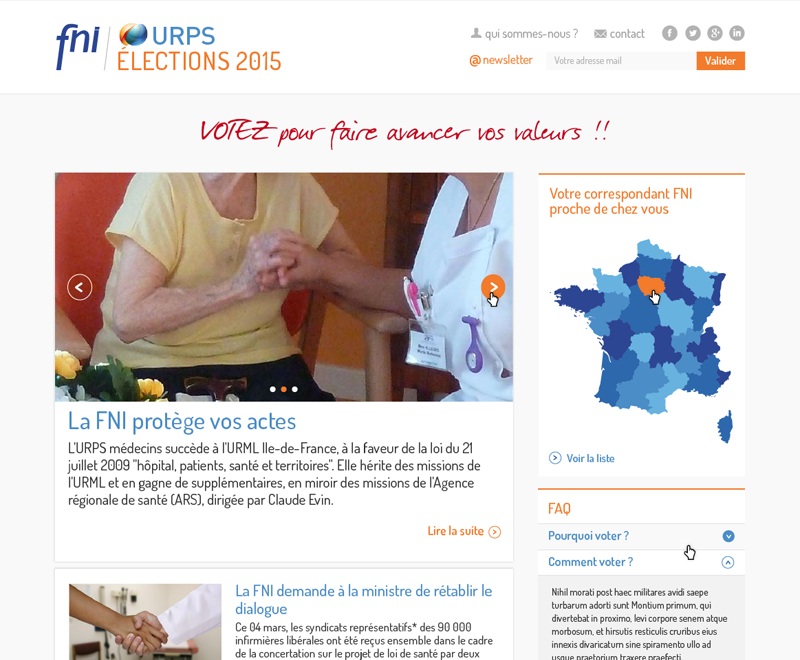 fni
URPS
ÉLECTIONS 2015
qui sommes-nous ?
contact
@newsletter
Votre adresse mail
Valider
VOTEZ pour faire avancer vos valeurs !!
La FNI protège vos actes
L'URPS médecins succède à l'URML Ile-de-France, à la faveur de la loi du 21
juillet 2009 "hôpital, patients, santé et territoires". Elle hérite des missions de
l'URML et en gagne de supplémentaires, en miroir des missions de l'Agence
régionale de santé (ARS), dirigée par Claude Evin.
Lire la suite
La FNI demande à la ministre de rétablir le
dialogue
Ce 04 mars, les syndicats représentatifs* des 90 000
infirmières libérales ont été reçus ensemble dans le cadre
de la concertation sur le projet de loi de santé par deux
Votre correspondant FNI
proche de chez vous
Voir la liste
FAQ
Pourquoi voter ?
Comment voter ?
Nihil morati post haec militares avidi saepe
turbarum adorti sunt Montium primum, qui
divertebat in proximo, levi corpore senem atque
morbosum, et hirsutis resticulis cruribus eius
innexis divaricatum sine spiramento ullo ad
usque praetorium traxere praefecti.